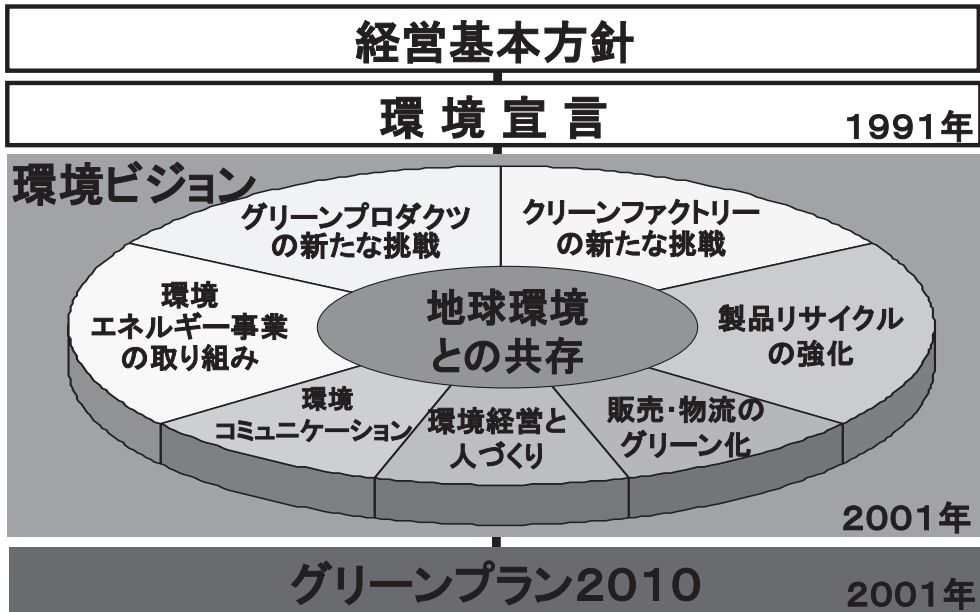 経営基本方針
環境宣言
1991年
環境ビジョン
グリーンプロダクツ
の新たな挑戦
クリーンファクトリー
の新たな挑戦
環境
エネルギー事業
の取り組み
地球環境
との共存
製品リサイクル
の強化
環境
コミュニケーション
環境経営と
人づくり
販売・物流の
グリーン化
2001年
グリーンプラン2010
2001年